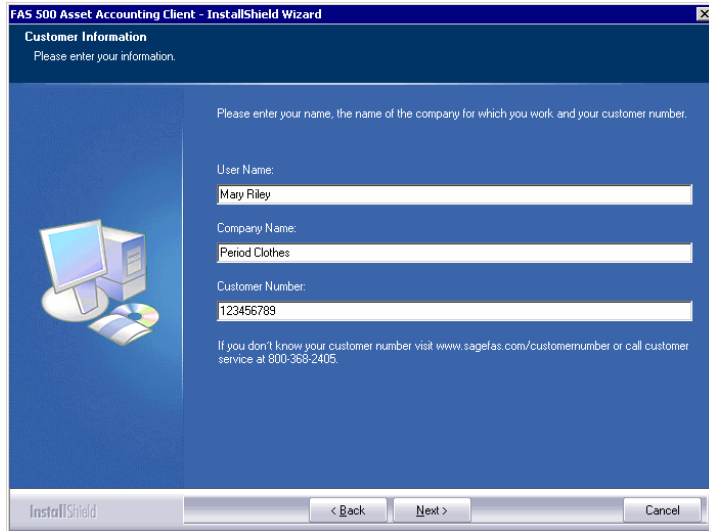 FAS 500 Asset Accounting Client - InstallShield Wizard
Customer Information
Please enter your information.
Please enter your name, the name of the company for which you work and your customer number.
User Name:
Mary Riley
Company Name:
Period Clothes
Customer Number:
123456789
If you don't know your customer number visit www.sagefas.com/customernumber or call customer
service at 800-368-2405.
InstallShield
< Back
Next >
Cancel